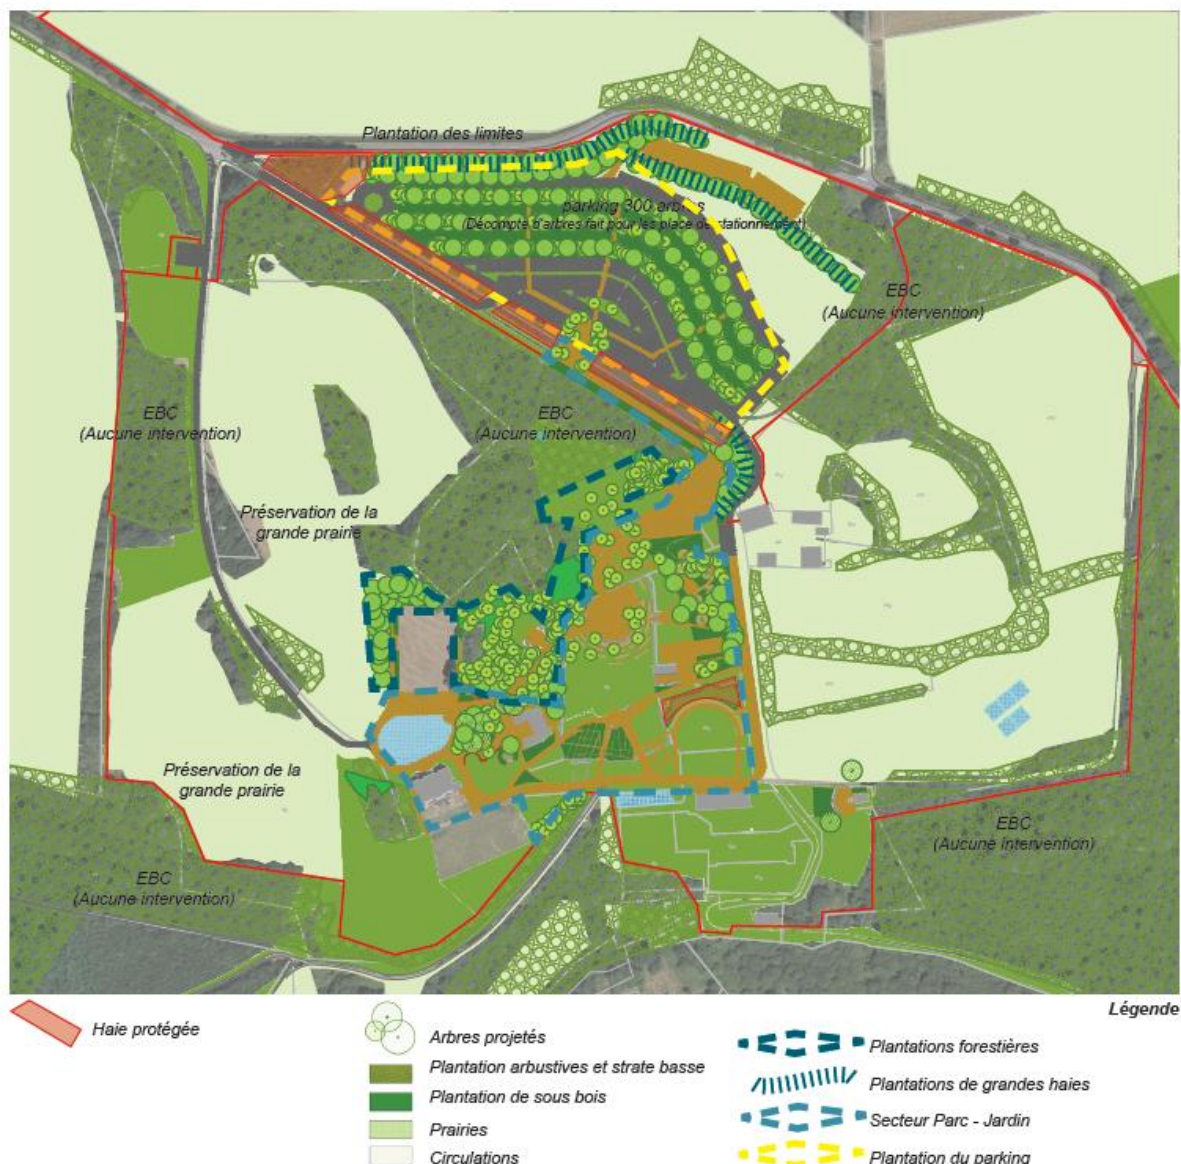 Plantation des limites
parking 300 arbres
(Décompte d'arbres fait pour les place de stationnement)
EBC
(Aucune intervention)
EBC
(Aucune intervention)
EBC
(Aucune intervention)
Préservation de la
grande prairie
Préservation de la
grande prairie
EBC
(Aucune intervention)
EBC
(Aucune intervention)
Légende
Haie protégée
Arbres projetés
Plantation arbustives et strate basse
Plantation de sous bois
Prairies
Circulations
Plantations forestières
Plantations de grandes haies
Secteur Parc - Jardin
Plantation du parking